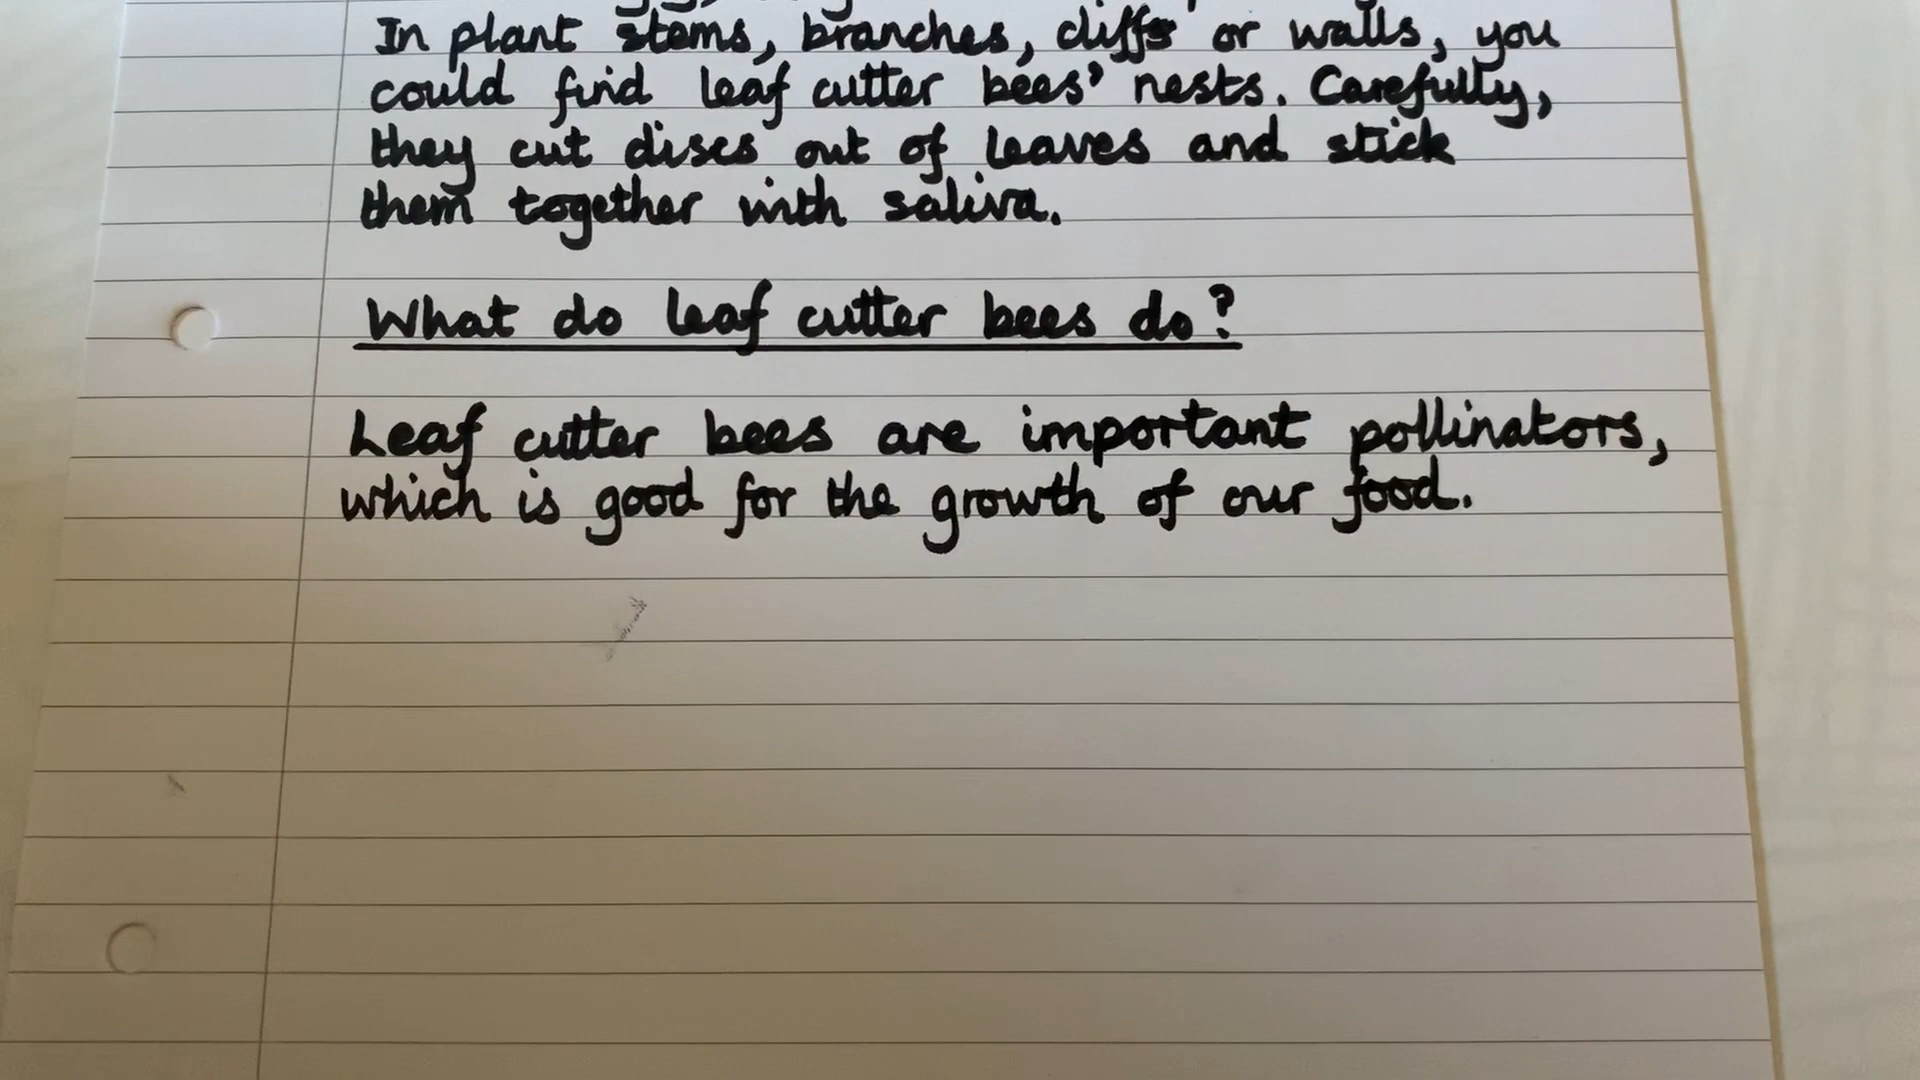 In plant stems, branches, cliffs or walls, you
could find leaf cutter bees' nests. Carefully,
they cut discs out of leaves and stick
them together with saliva.
What do leaf cutter bees do?
Leaf cutter bees are important pollinators,
which is good for the growth of our food.